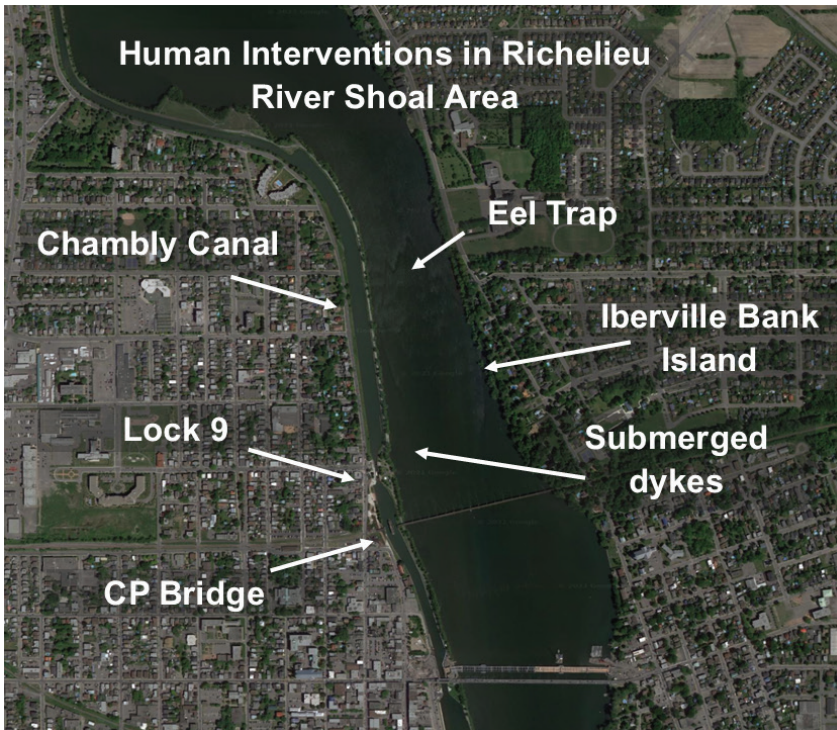 Human Interventions in Richelieu
River Shoal Area
Eel Trap
Chambly Canal
Iberville Bank
Island
Lock 9
Submerged
dykes
CP Bridge